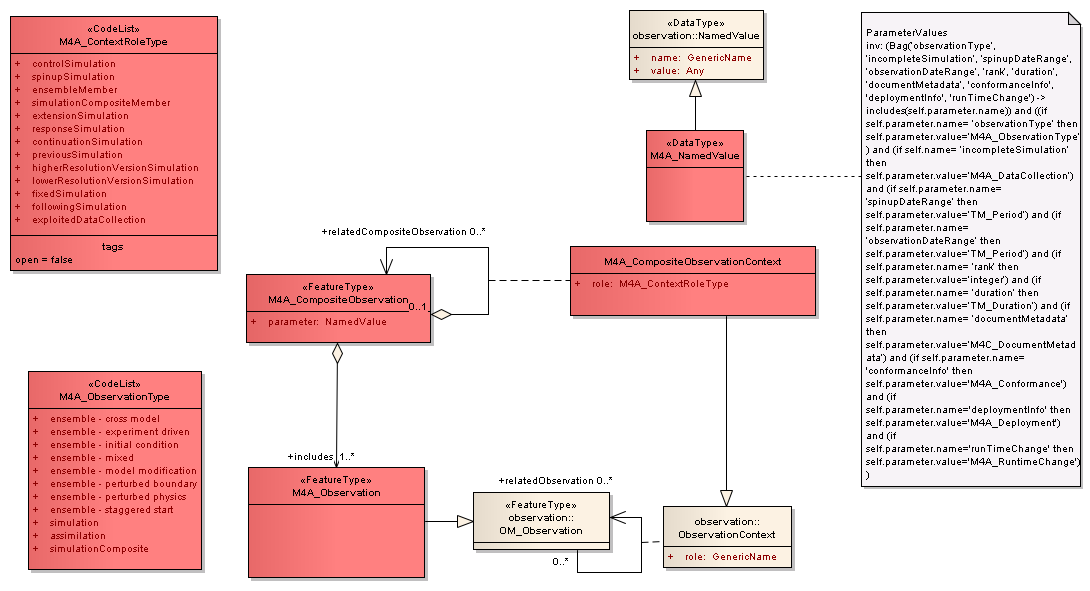 «CodeList»
M4A_ContextRoleType
+ controlSimulation
+ spinupSimulation
+ ensembleMember
+ simulationCompositeMember
+ extensionSimulation
+ responseSimulation
+ continuationSimulation
+ previousSimulation
+ higherResolutionVersionSimulation
+ lowerResolutionVersionSimulation
+ fixedSimulation
+ followingSimulation
+ exploitedDataCollection
tags
open = false
«DataType»
observation::NamedValue
+ name: GenericName
+ value: Any
«DataType»
M4A_NamedValue
ParameterValues
inv: (Bag('observationType',
'incompleteSimulation', 'spinupDateRange',
'observationDateRange', 'rank', 'duration',
'documentMetadata', 'conformanceInfo',
'deploymentInfo', 'runTimeChange') ->
includes(self.parameter.name)) and ((if
self.parameter.name= 'observationType' then
self.parameter.value='M4A_ObservationType'
) and (if self.name= 'incompleteSimulation'
then
self.parameter.value='M4A_DataCollection')
and (if self.parameter.name=
'spinupDateRange' then
self.parameter.value='TM_Period') and (if
self.parameter.name=
'observationDateRange' then
self.parameter.value='TM_Period') and (if
self.parameter.name= 'rank' then
self.parameter.value='integer') and (if
self.parameter.name= 'duration' then
self.parameter.value='TM_Duration') and (if
self.parameter.name= 'documentMetadata'
then
self.parameter.value='M4C_DocumentMetad
ata') and (if self.parameter.name=
'conformanceInfo' then
self.parameter.value='M4A_Conformance')
and (if
self.parameter.name='deploymentInfo' then
self.parameter.value='M4A_Deployment')
and (if
self.parameter.name='runTimeChange' then
self.parameter.value='M4A_RuntimeChange')
)
+relatedCompositeObservation 0..*
«FeatureType»
M4A_CompositeObservation
0..1
+ parameter: NamedValue
M4A_CompositeObservationContext
+ role: M4A_ContextRoleType
«CodeList»
M4A_ObservationType
+ ensemble - cross model
+ ensemble - experiment driven
+ ensemble - initial condition
+ ensemble - mixed
+ ensemble - model modification
+ ensemble - perturbed boundary
+ ensemble - perturbed physics
+ ensemble - staggered start
+ simulation
+ assimilation
+ simulationComposite
+includes 1..*
«FeatureType»
M4A_Observation
+relatedObservation 0..*
«FeatureType»
observation::
OM_Observation
0..*
observation::
ObservationContext
+ role: GenericName